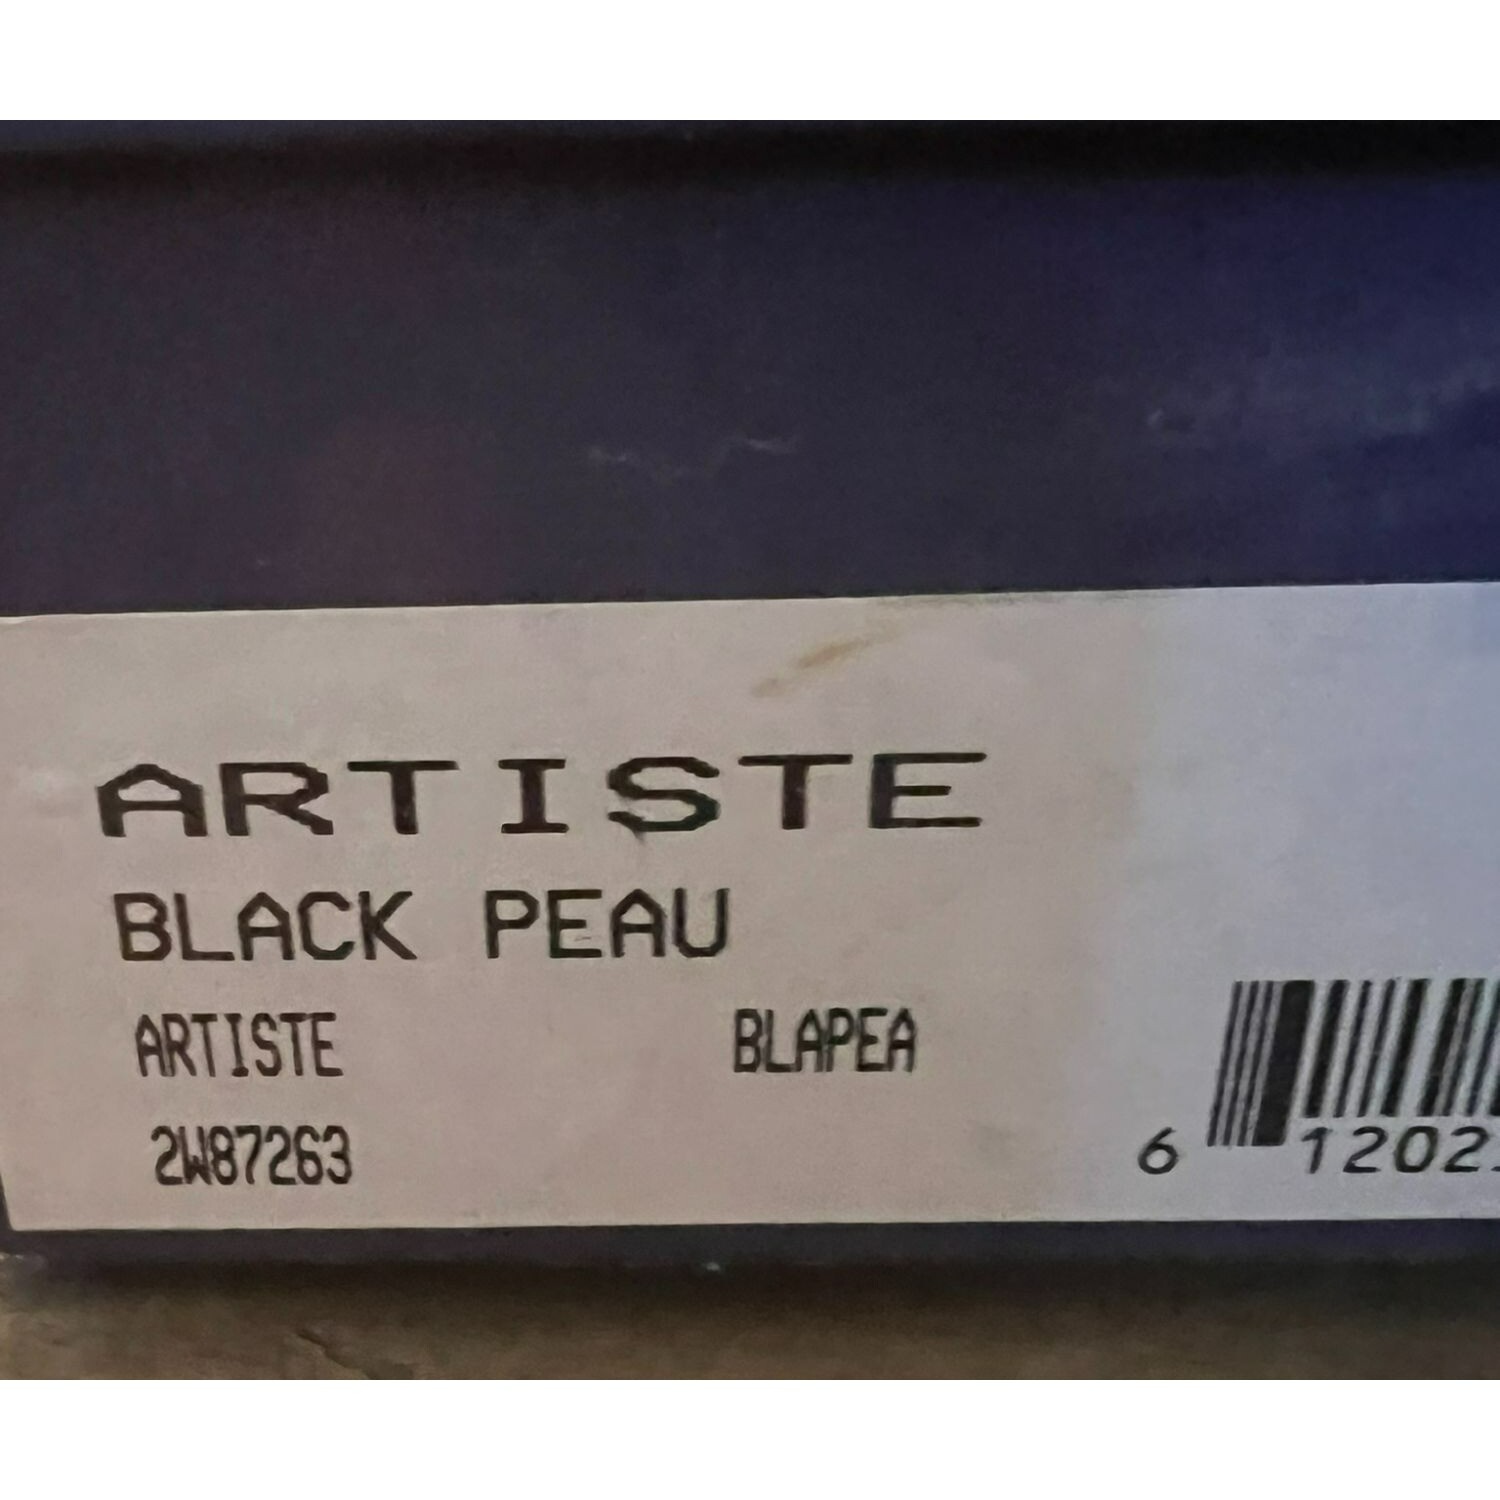 ARTISTE
BLACK PEAU
ARTISTE BLAPEA
2W87263
6 1202